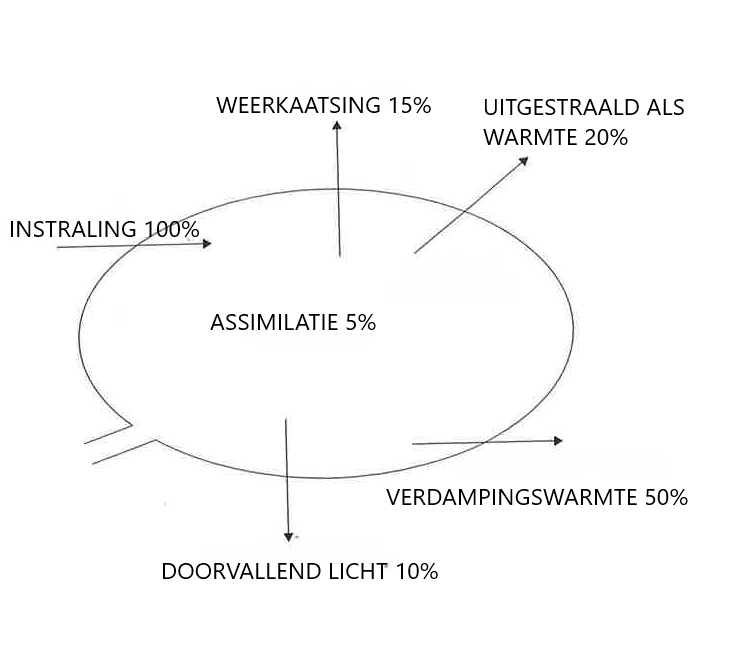 WEERKAATSING 15%
UITGESTRAALD ALS
WARMTE 20%
INSTRALING 100%
ASSIMILATIE 5%
VERDAMPINGSWARMTE 50%
DOORVALLEND LICHT 10%